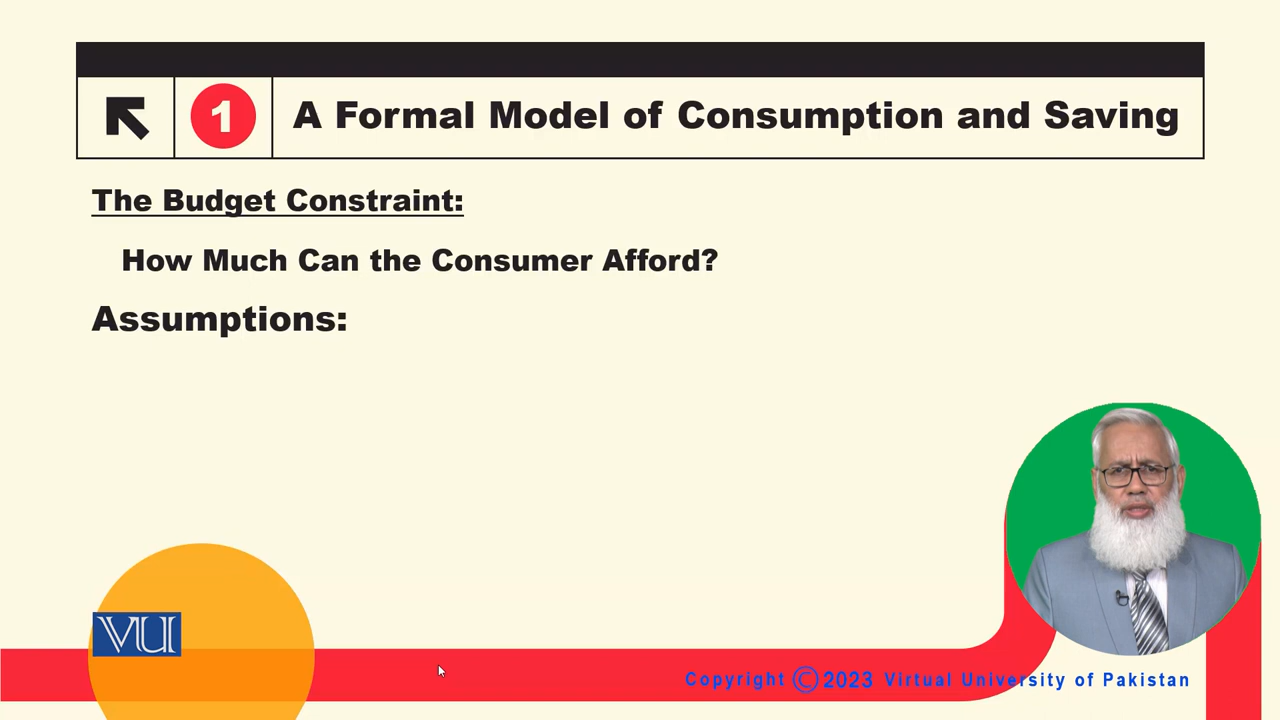 1 A Formal Model of Consumption and Saving
The Budget Constraint:
How Much Can the Consumer Afford?
Assumptions:
VU
Copyright ©2023 Virtual University of Pakistan